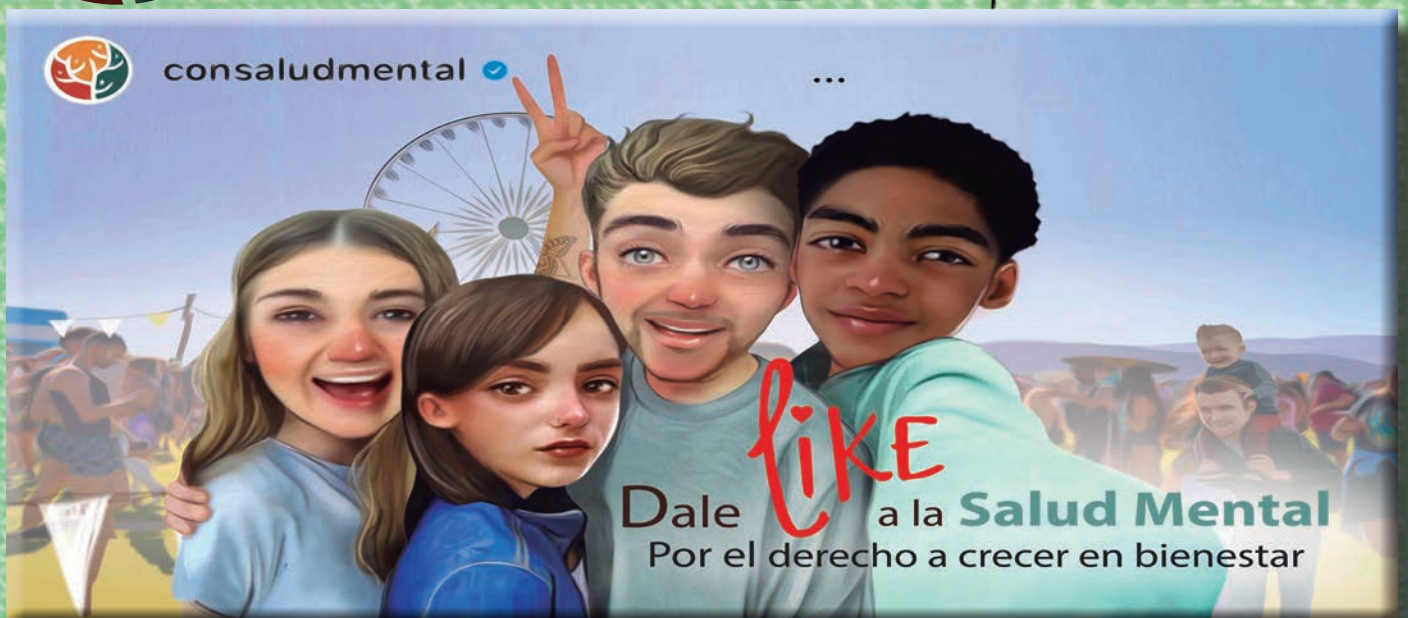 consaludmental
...
Dale like a la Salud Mental
Por el derecho a crecer en bienestar